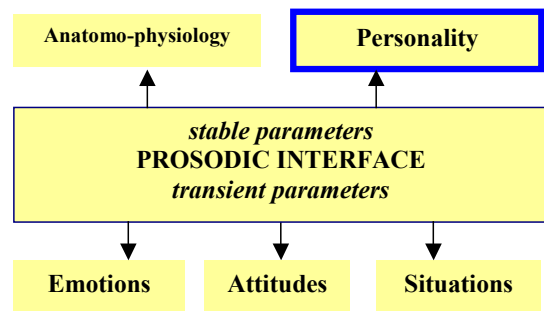 Anatomo-physiology
Personality
stable parameters
PROSODIC INTERFACE
transient parameters
Emotions
Attitudes
Situations